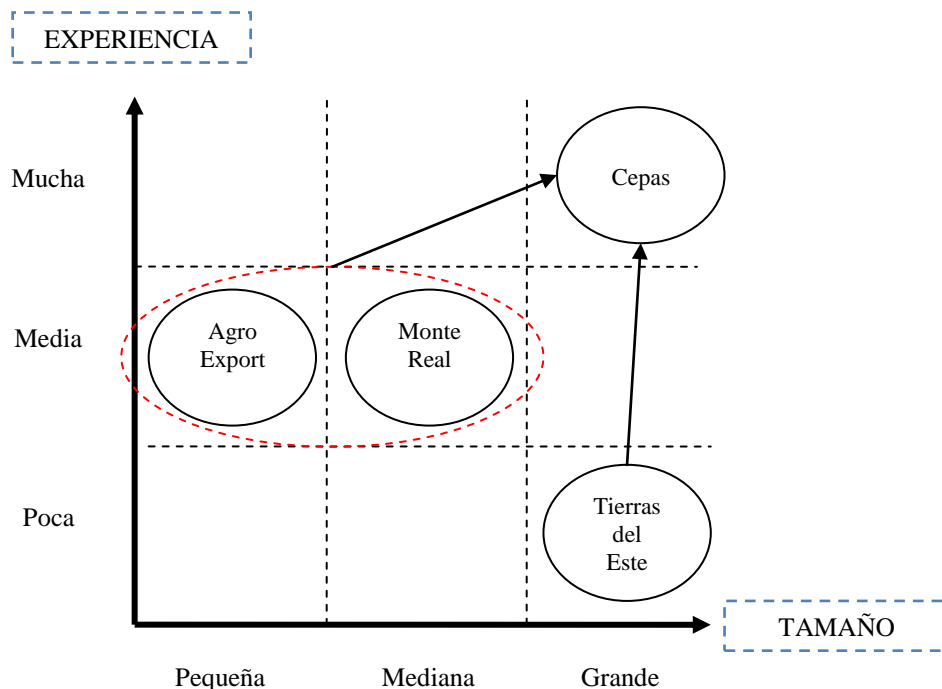 EXPERIENCIA
Mucha
Cepas
Media
Agro
Export
Monte
Real
Poca
Tierras
del
Este
TAMAÑO
Pequeña
Mediana
Grande